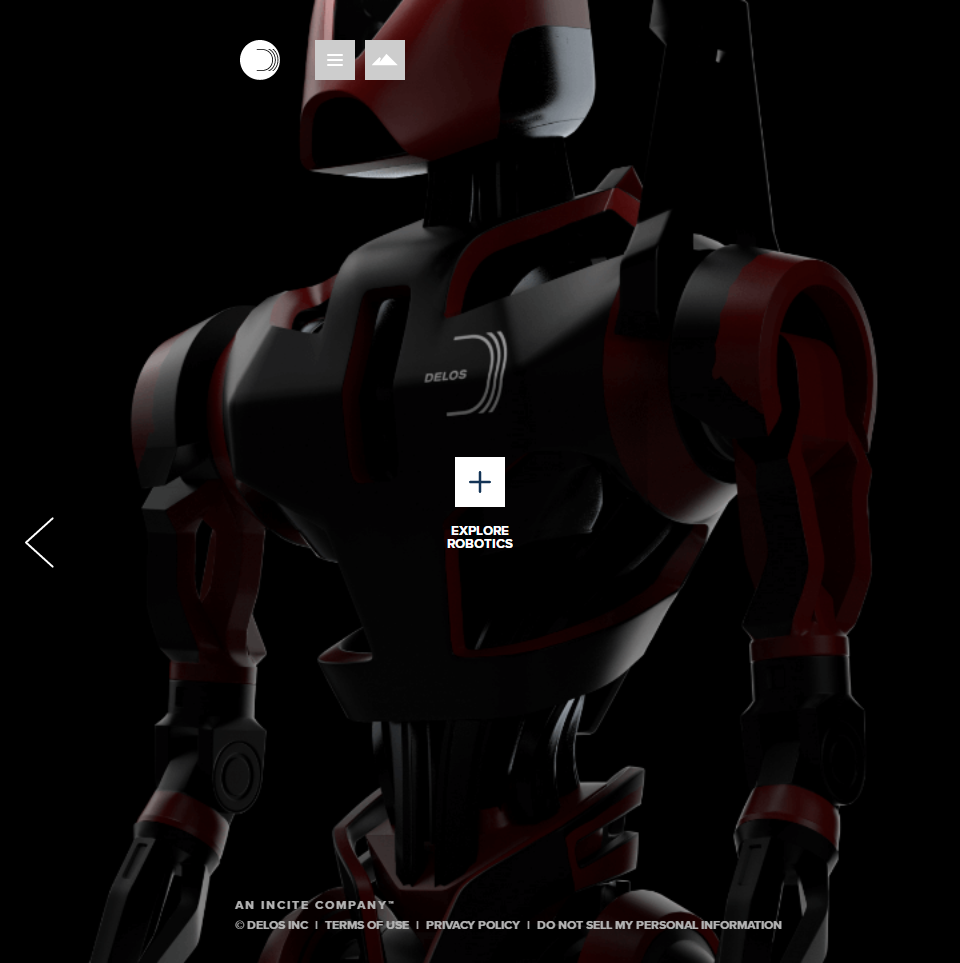 DELOS
EXPLORE
ROBOTICS
AN INCITE COMPANY™
© DELOS INC | TERMS OF USE | PRIVACY POLICY | DO NOT SELL MY PERSONAL INFORMATION